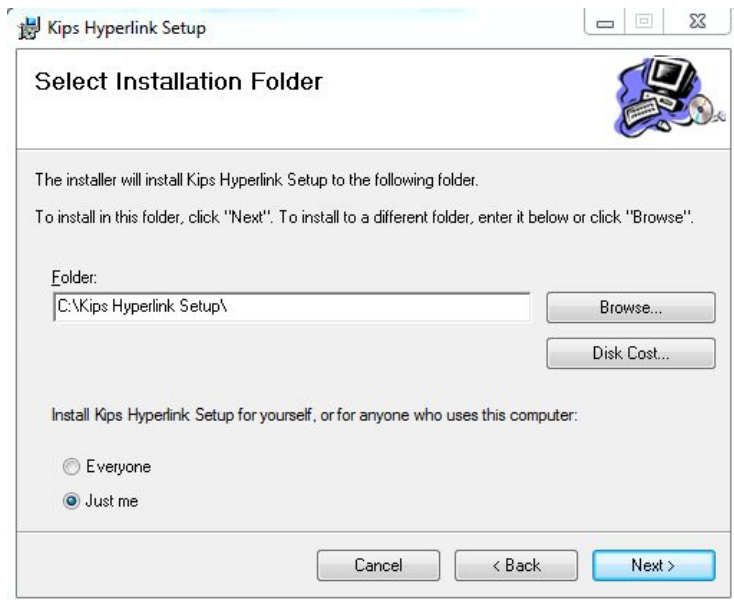 Kips Hyperlink Setup
Select Installation Folder
The installer will install Kips Hyperlink Setup to the following folder.
To install in this folder, click "Next". To install to a different folder, enter it below or click "Browse".
Folder:
C:\Kips Hyperlink Setup\
Browse...
Disk Cost...
Install Kips Hyperlink Setup for yourself, or for anyone who uses this computer:
Everyone
Just me
Cancel
< Back
Next >